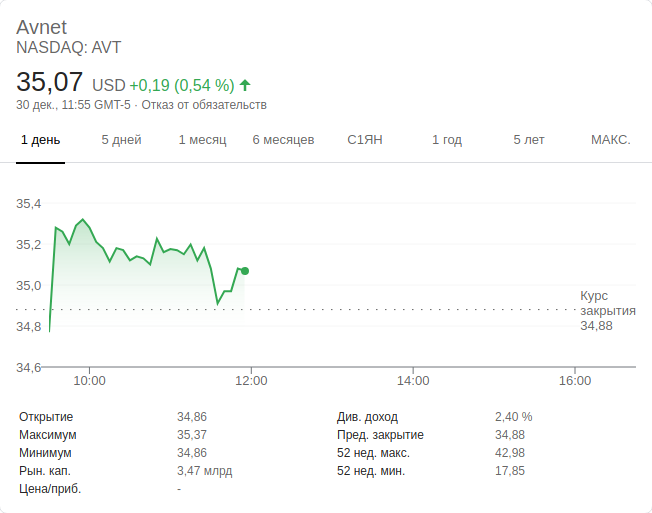 Avnet
NASDAQ: AVT
35,07 USD +0,19 (0,54 %)
30 дек., 11:55 GMT-5 · Отказ от обязательств
1 день 5 дней 1 месяц 6 месяцев С1ЯН 1 год 5 лет МАКС.
35,4
35,2
35,0
34,8
34,6
Курс
закрытия
34,88
10:00 12:00 14:00 16:00
Открытие 34,86 Див. доход 2,40 %
Максимум 35,37 Пред. закрытие 34,88
Минимум 34,86 52 нед. макс. 42,98
Рын. кап. 3,47 млрд 52 нед. мин. 17,85
Цена/приб. -